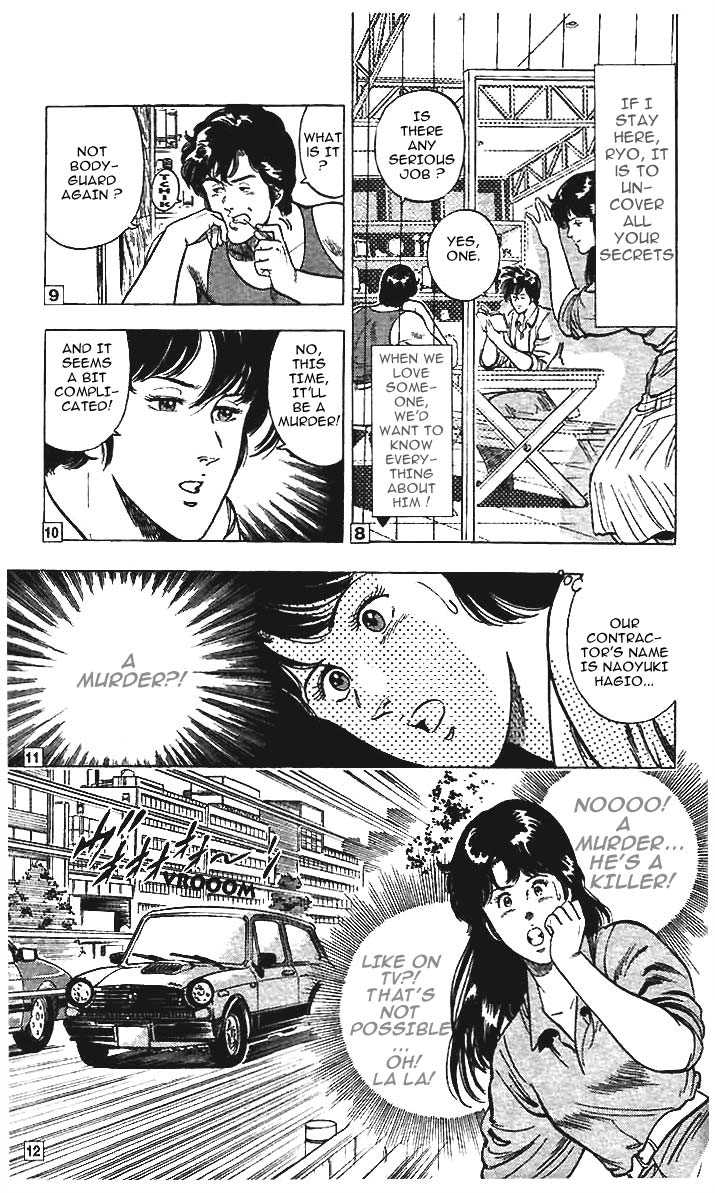 IF I
STAY
HERE,
RYO, IT
IS TO
UN-
COVER
ALL
YOUR
SECRETS
IS
THERE
ANY
SERIOUS
JOB ?
YES,
ONE.
WHEN WE
LOVE
SOME-
ONE,
WE'D
WANT TO
KNOW
EVERY-
THING
ABOUT
HIM !
8
WHAT
IS IT
?
TCHIK
NOT
BODY-
GUARD
AGAIN ?
9
NO,
THIS
TIME,
IT'LL
BE A
MURDER!
AND IT
SEEMS
A BIT
COMPLI-
CATED!
10
OUR
CONTRAC-
TOR'S NAME
IS NAOYUKI
HAGIO...
A
MURDER?!
11
NOOOO!
A
MURDER...
HE'S A
KILLER!
VROOOM
LIKE ON
TV?!
THAT'S
NOT
POSSIBLE
...
OH!
LA LA!
12